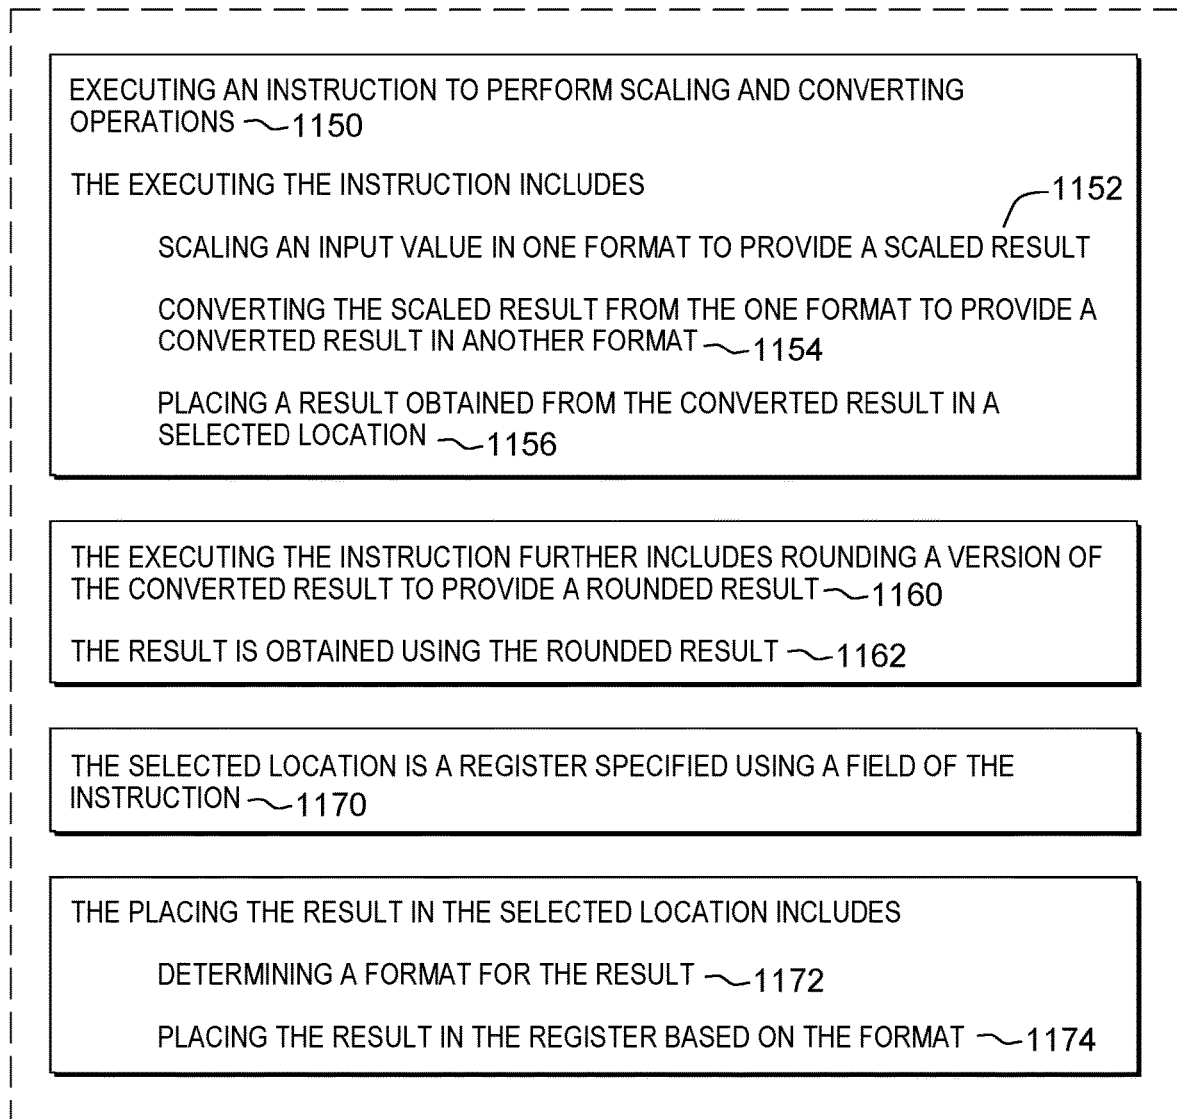 EXECUTING AN INSTRUCTION TO PERFORM SCALING AND CONVERTING
OPERATIONS 1150
THE EXECUTING THE INSTRUCTION INCLUDES
1152
SCALING AN INPUT VALUE IN ONE FORMAT TO PROVIDE A SCALED RESULT
CONVERTING THE SCALED RESULT FROM THE ONE FORMAT TO PROVIDE A
CONVERTED RESULT IN ANOTHER FORMAT 1154
PLACING A RESULT OBTAINED FROM THE CONVERTED RESULT IN A
SELECTED LOCATION 1156
THE EXECUTING THE INSTRUCTION FURTHER INCLUDES ROUNDING A VERSION OF
THE CONVERTED RESULT TO PROVIDE A ROUNDED RESULT 1160
THE RESULT IS OBTAINED USING THE ROUNDED RESULT 1162
THE SELECTED LOCATION IS A REGISTER SPECIFIED USING A FIELD OF THE
INSTRUCTION 1170
THE PLACING THE RESULT IN THE SELECTED LOCATION INCLUDES
DETERMINING A FORMAT FOR THE RESULT 1172
PLACING THE RESULT IN THE REGISTER BASED ON THE FORMAT 1174